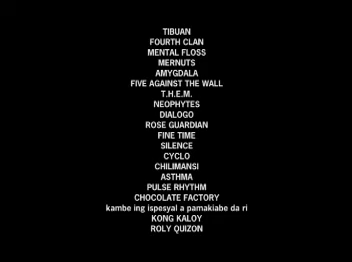 TIBUAN
FOURTH CLAN
MENTAL FLOSS
MERNUTS
AMYGDALA
FIVE AGAINST THE WALL
T.H.E.M.
NEOPHYTES
DIALOGO
ROSE GUARDIAN
FINE TIME
SILENCE
CYCLO
CHILIMANSI
ASTHMA
PULSE RHYTHM
CHOCOLATE FACTORY
kambe ing ispesyal a pamakiabe da ri
KONG KALOY
ROLY QUIZON